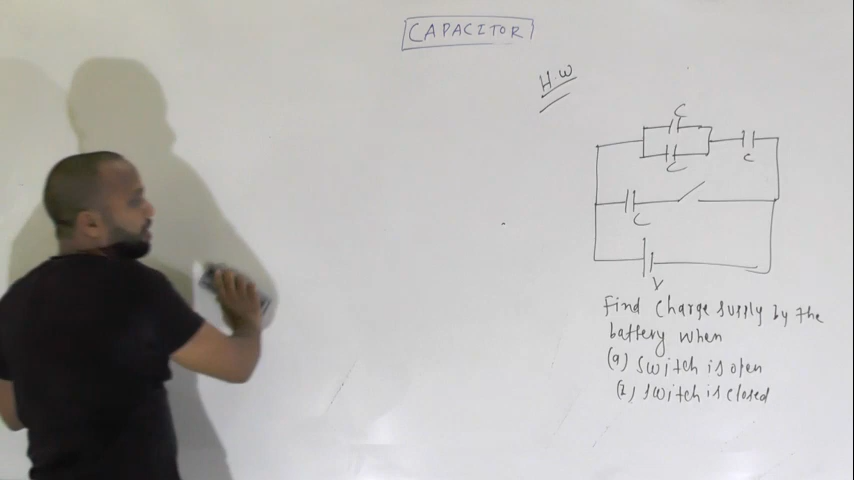 CAPACITOR
H.W
C
C
C
C
V
Find Charge supply by the
battery when
(a) switch is open
(b) switch is closed